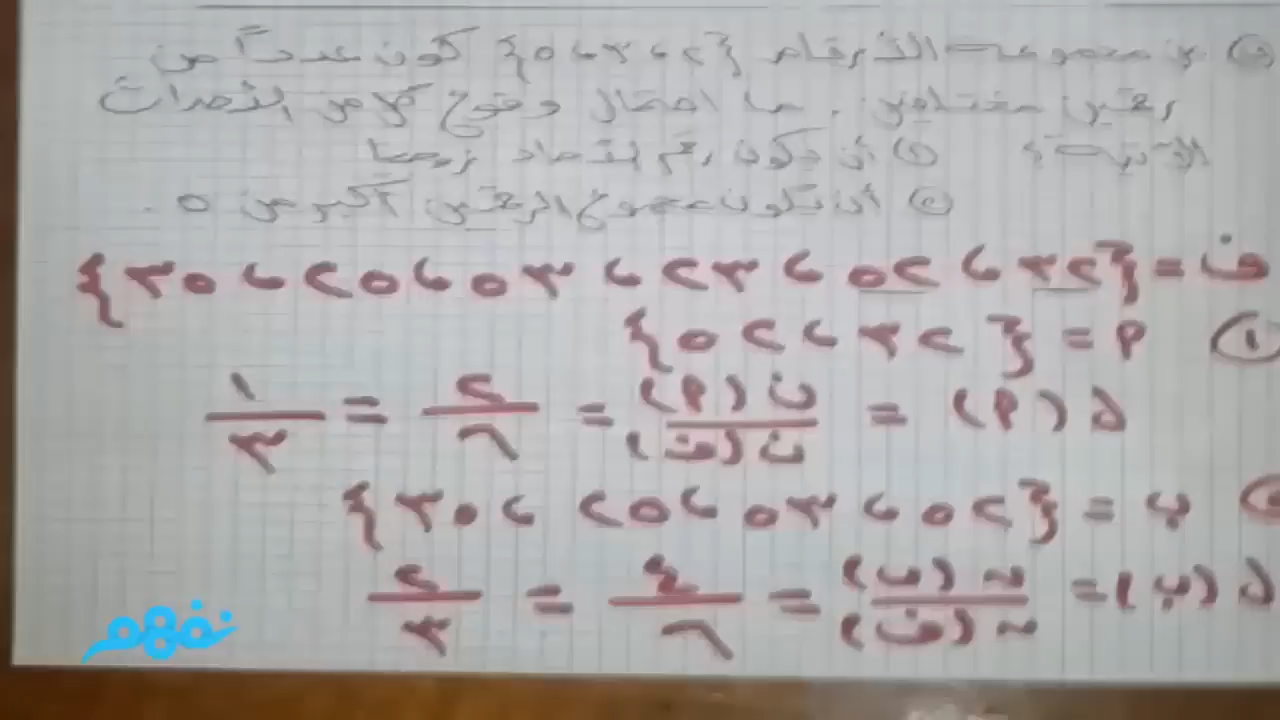 من مجموعة الأرقام {٢ ، ٣ ، ٥} كون عدداً من
رقمين مختلفين . ما احتمال وقوع كل من الأحداث
الآتية ؟ ① أن يكون رقم الآحاد زوجياً
② أن يكون مجموع الرقمين أكبر من ٥ .
ف = {٣٢ ، ٥٢ ، ٢٣ ، ٥٣ ، ٢٥ ، ٣٥}
① م = {٣٢ ، ٥٢}
ل (م) = ن (م) / ن (ف) = ٢ / ٦ = ١ / ٣
② ب = {٥٢ ، ٥٣ ، ٢٥ ، ٣٥}
ل (ب) = ن (ب) / ن (ف) = ٤ / ٦ = ٢ / ٣
نفهم